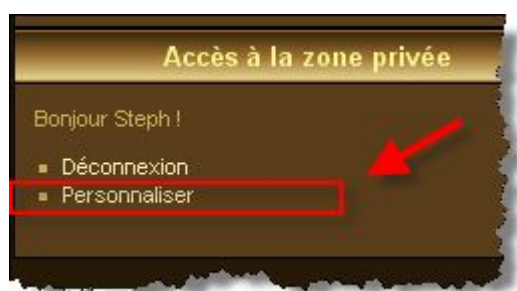 Accès à la zone privée
Bonjour Steph !
Déconnexion
Personnaliser